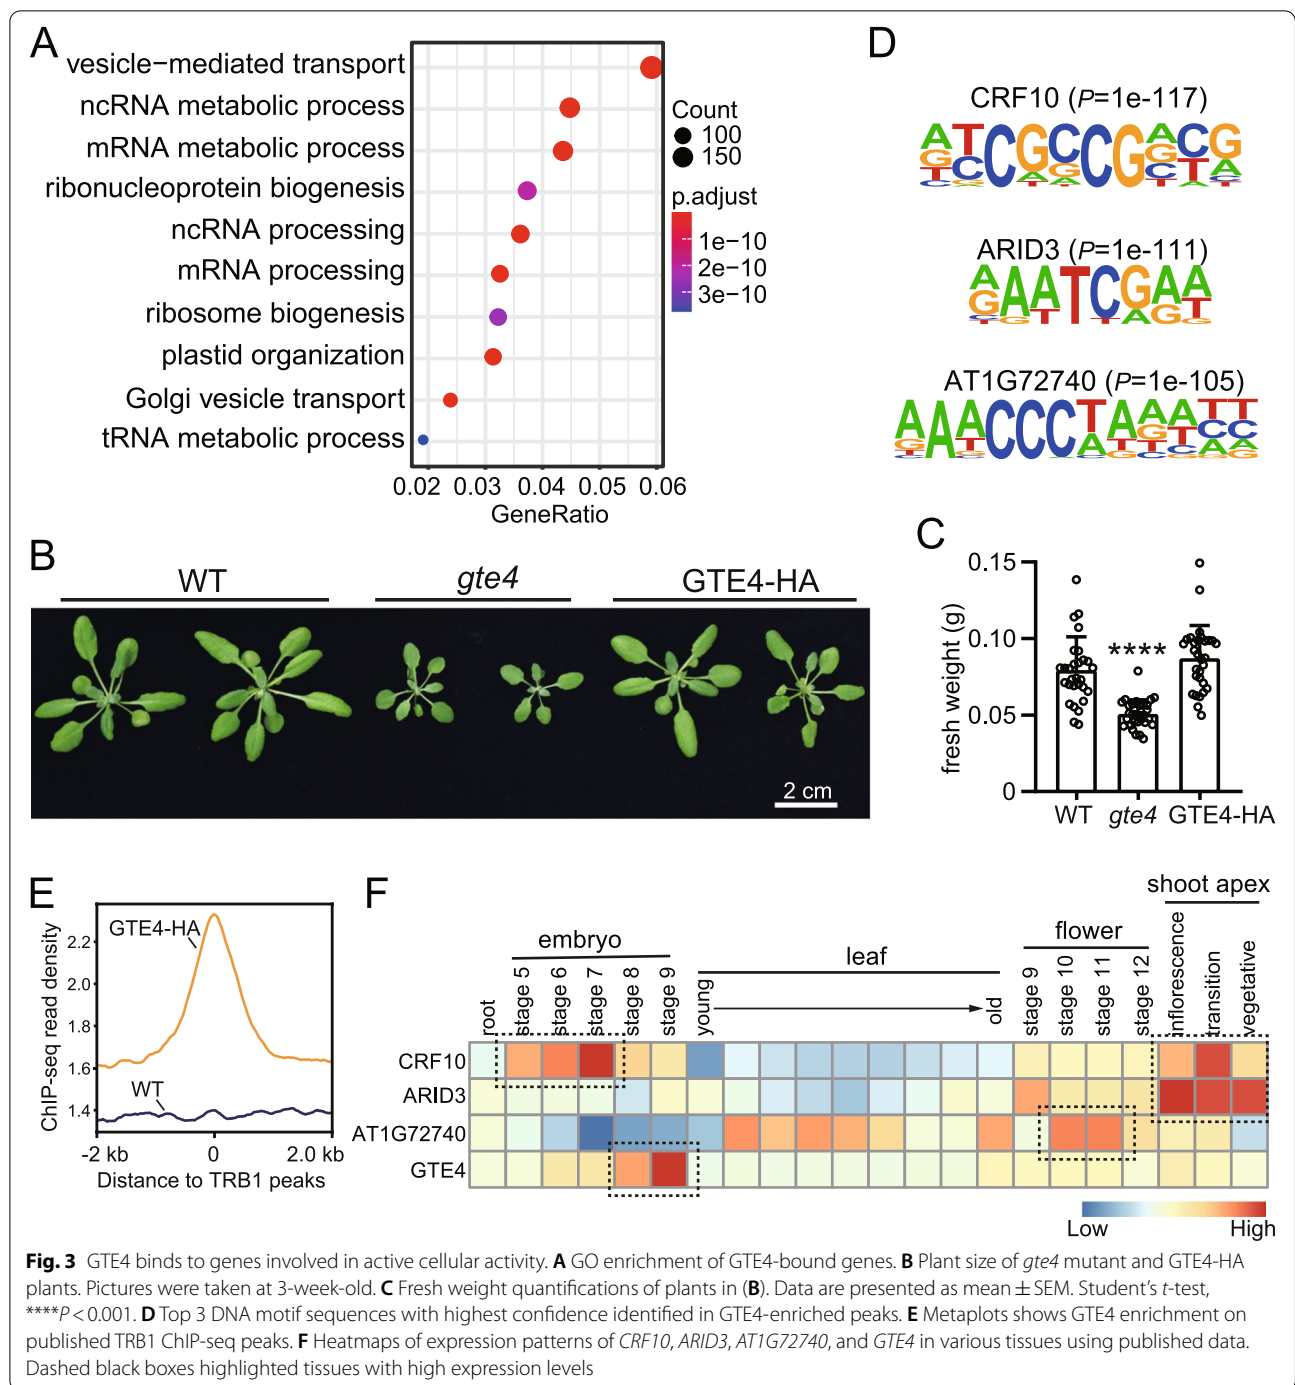 A
vesicle−mediated transport
ncRNA metabolic process
mRNA metabolic process
ribonucleoprotein biogenesis
ncRNA processing
mRNA processing
ribosome biogenesis
plastid organization
Golgi vesicle transport
tRNA metabolic process
0.02 0.03 0.04 0.05 0.06
GeneRatio
Count
100
150
p.adjust
1e−10
2e−10
3e−10
D
CRF10 (P=1e-117)
ARID3 (P=1e-111)
AT1G72740 (P=1e-105)
B
WT gte4 GTE4-HA
2 cm
C
fresh weight (g)
0.15
0.10
0.05
0
****
WT gte4 GTE4-HA
E
ChIP-seq read density
2.2
2.0
1.8
1.6
1.4
GTE4-HA
WT
-2 kb 0 2.0 kb
Distance to TRB1 peaks
F
embryo leaf flower shoot apex
root stage 5 stage 6 stage 7 stage 8 stage 9 young old stage 9 stage 10 stage 11 stage 12 inflorescence transition vegetative
CRF10
ARID3
AT1G72740
GTE4
Low High
Fig. 3 GTE4 binds to genes involved in active cellular activity. A GO enrichment of GTE4-bound genes. B Plant size of gte4 mutant and GTE4-HA
plants. Pictures were taken at 3-week-old. C Fresh weight quantifications of plants in (B). Data are presented as mean ± SEM. Student’s t-test,
****P < 0.001. D Top 3 DNA motif sequences with highest confidence identified in GTE4-enriched peaks. E Metaplots shows GTE4 enrichment on
published TRB1 ChIP-seq peaks. F Heatmaps of expression patterns of CRF10, ARID3, AT1G72740, and GTE4 in various tissues using published data.
Dashed black boxes highlighted tissues with high expression levels